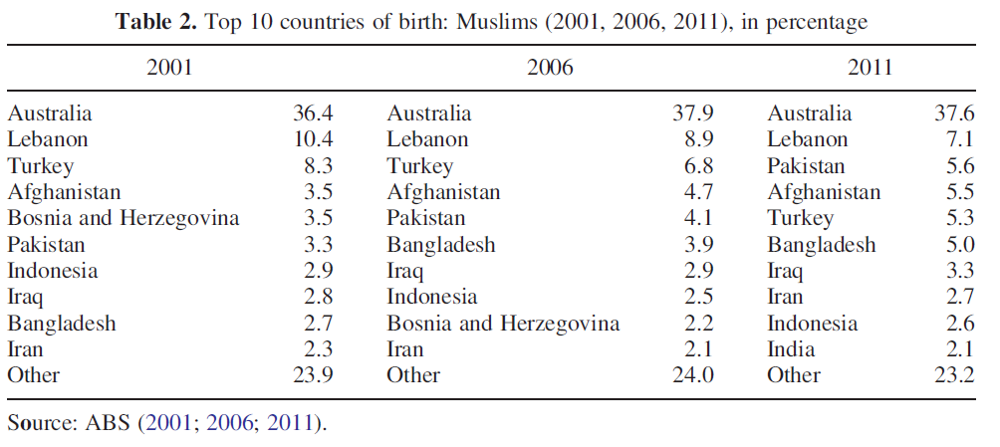 Table 2. Top 10 countries of birth: Muslims (2001, 2006, 2011), in percentage
2001 2006 2011
Australia 36.4 Australia 37.9 Australia 37.6
Lebanon 10.4 Lebanon 8.9 Lebanon 7.1
Turkey 8.3 Turkey 6.8 Pakistan 5.6
Afghanistan 3.5 Afghanistan 4.7 Afghanistan 5.5
Bosnia and Herzegovina 3.5 Pakistan 4.1 Turkey 5.3
Pakistan 3.3 Bangladesh 3.9 Bangladesh 5.0
Indonesia 2.9 Iraq 2.9 Iraq 3.3
Iraq 2.8 Indonesia 2.5 Iran 2.7
Bangladesh 2.7 Bosnia and Herzegovina 2.2 Indonesia 2.6
Iran 2.3 Iran 2.1 India 2.1
Other 23.9 Other 24.0 Other 23.2
Source: ABS (2001; 2006; 2011).